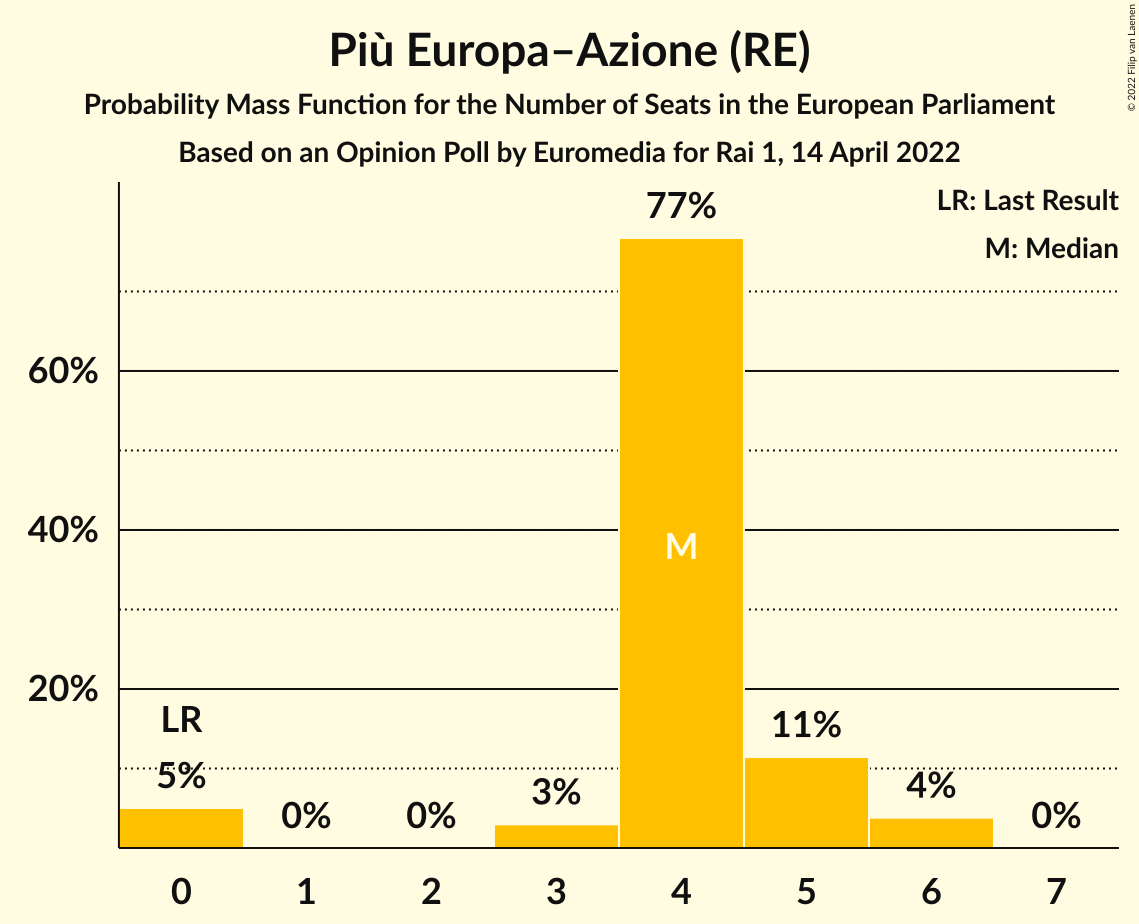 Più Europa–Azione (RE)
Probability Mass Function for the Number of Seats in the European Parliament
Based on an Opinion Poll by Euromedia for Rai 1, 14 April 2022
© 2022 Filip van Laenen
LR: Last Result
M: Median
77%
60%
40%
M
20%
LR
5%
0%
0%
3%
11%
4%
0%
0 1 2 3 4 5 6 7